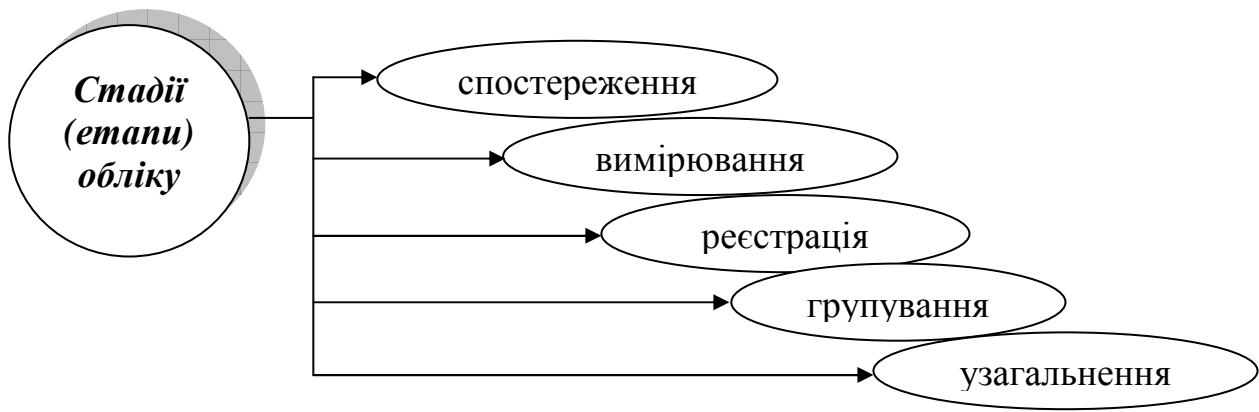 Стадії
(етапи)
обліку
спостереження
вимірювання
реєстрація
групування
узагальнення